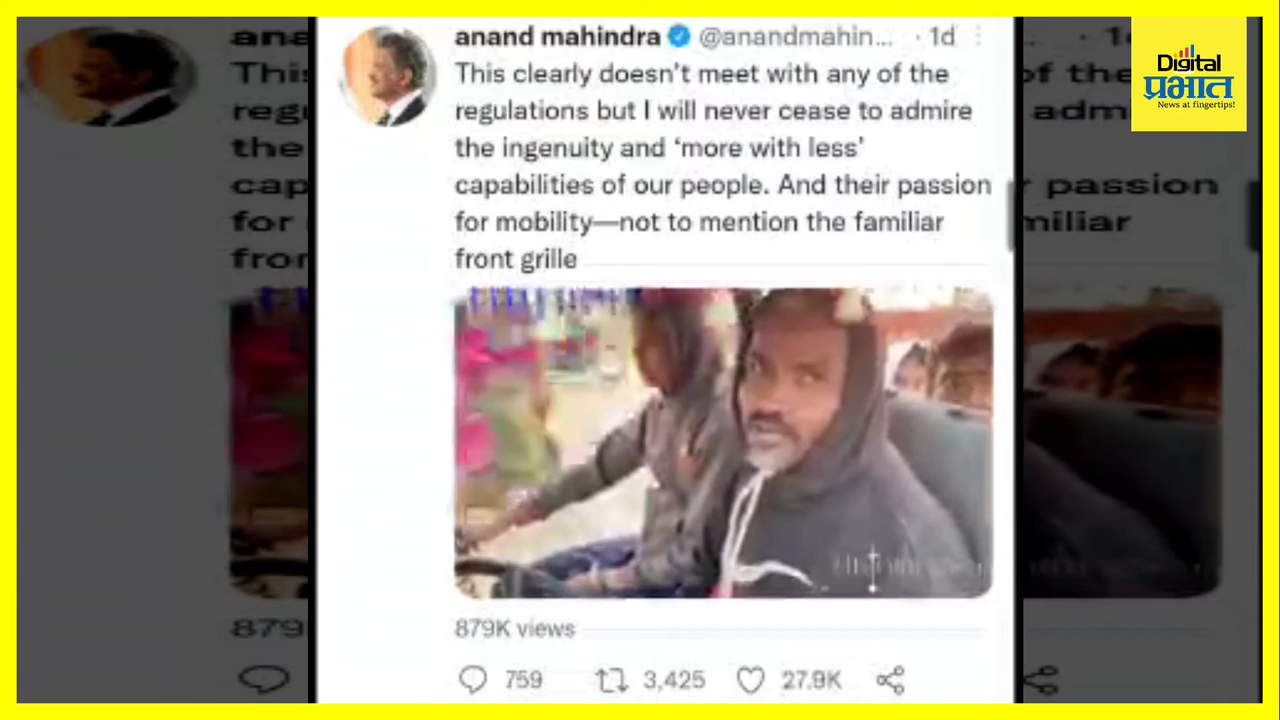 anand mahindra @anandmahin... · 1d
This clearly doesn't meet with any of the
regulations but I will never cease to admire
the ingenuity and ‘more with less’
capabilities of our people. And their passion
for mobility—not to mention the familiar
front grille
879K views
759 3,425 27.9K
Digital
प्रभात
News at fingertips!